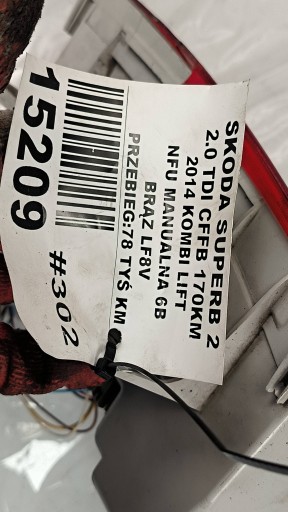 SKODA SUPERB 2
2.0 TDI CFFB 170KM
2014 KOMBI LIFT
NFU MANUALNA 6B
BRĄZ LF8V
PRZEBIEG:78 TYŚ KM
15209
#302